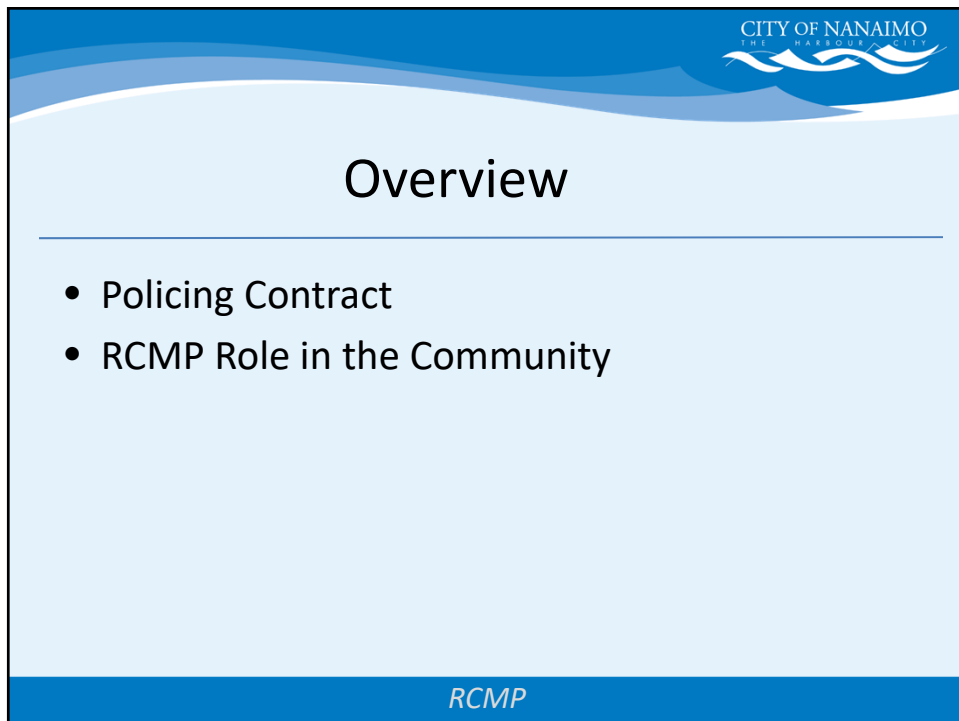 CITY OF NANAIMO
THE HARBOUR CITY
Overview
• Policing Contract
• RCMP Role in the Community
RCMP